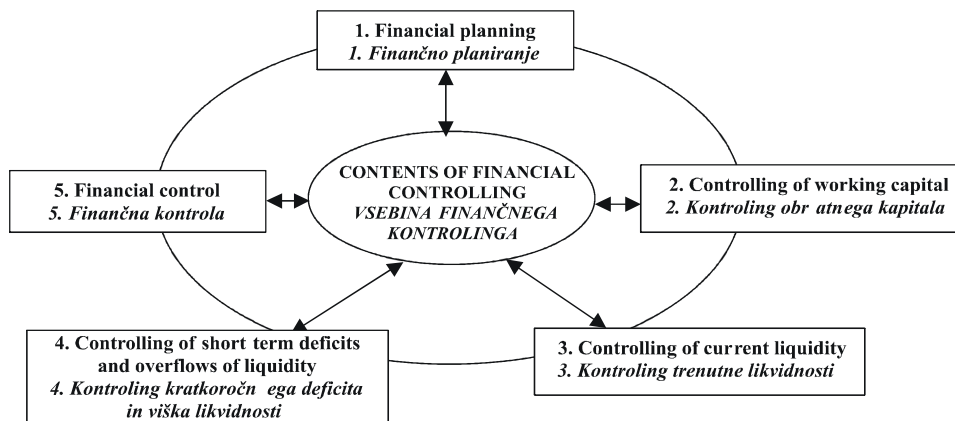 1. Financial planning
1. Finančno planiranje
CONTENTS OF FINANCIAL
CONTROLLING
VSEBINA FINANČNEGA
KONTROLINGA
2. Controlling of working capital
2. Kontroling obr atnega kapitala
3. Controlling of current liquidity
3. Kontroling trenutne likvidnosti
4. Controlling of short term deficits
and overflows of liquidity
4. Kontroling kratkoročn ega deficita
in viška likvidnosti
5. Financial control
5. Finančna kontrola